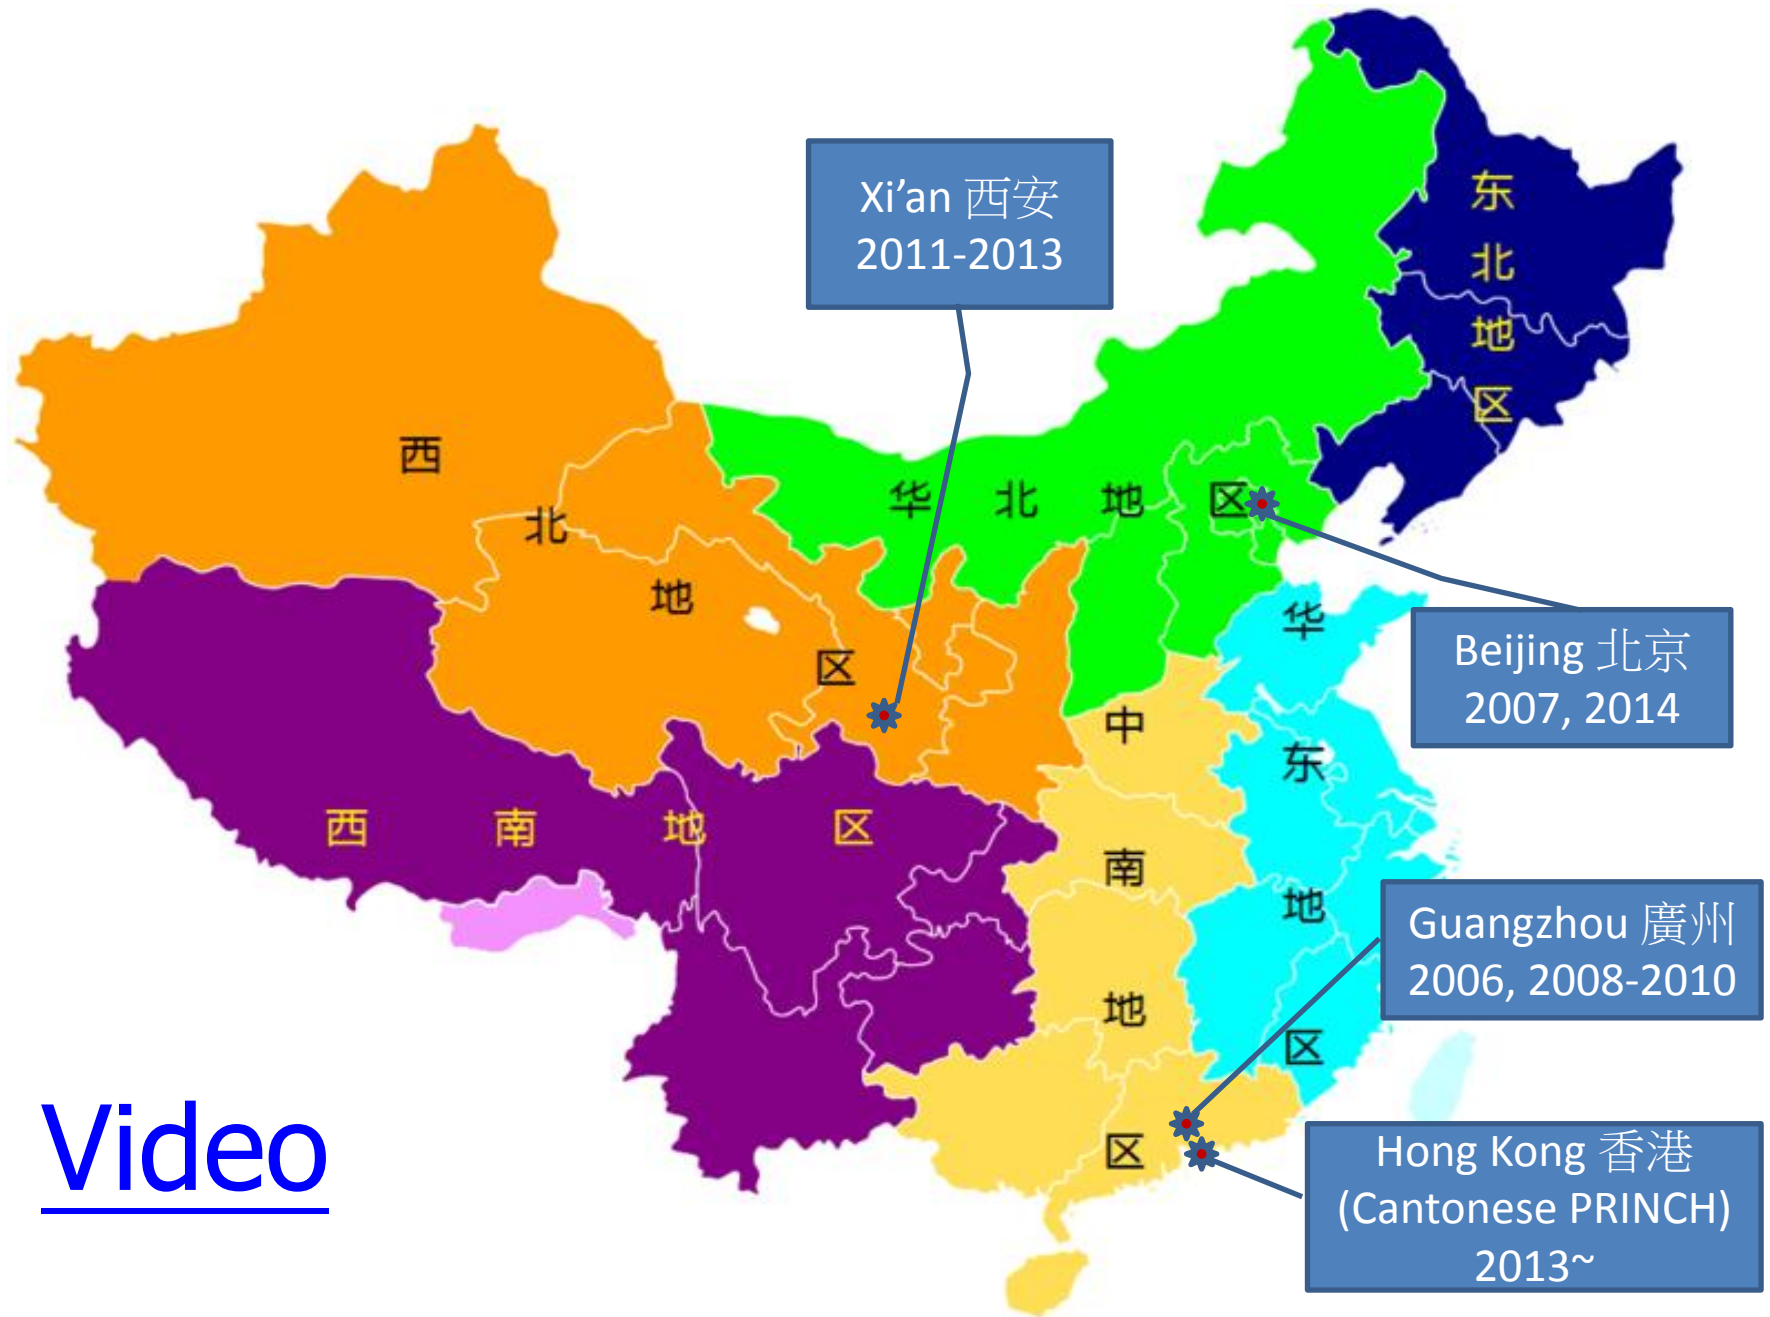 Xi’an 西安
2011-2013
东北地区
西北地区
华北地区
Beijing 北京
2007, 2014
华东地区
中南地区
西南地区
Guangzhou 廣州
2006, 2008-2010
Video
Hong Kong 香港
(Cantonese PRINCH)
2013~